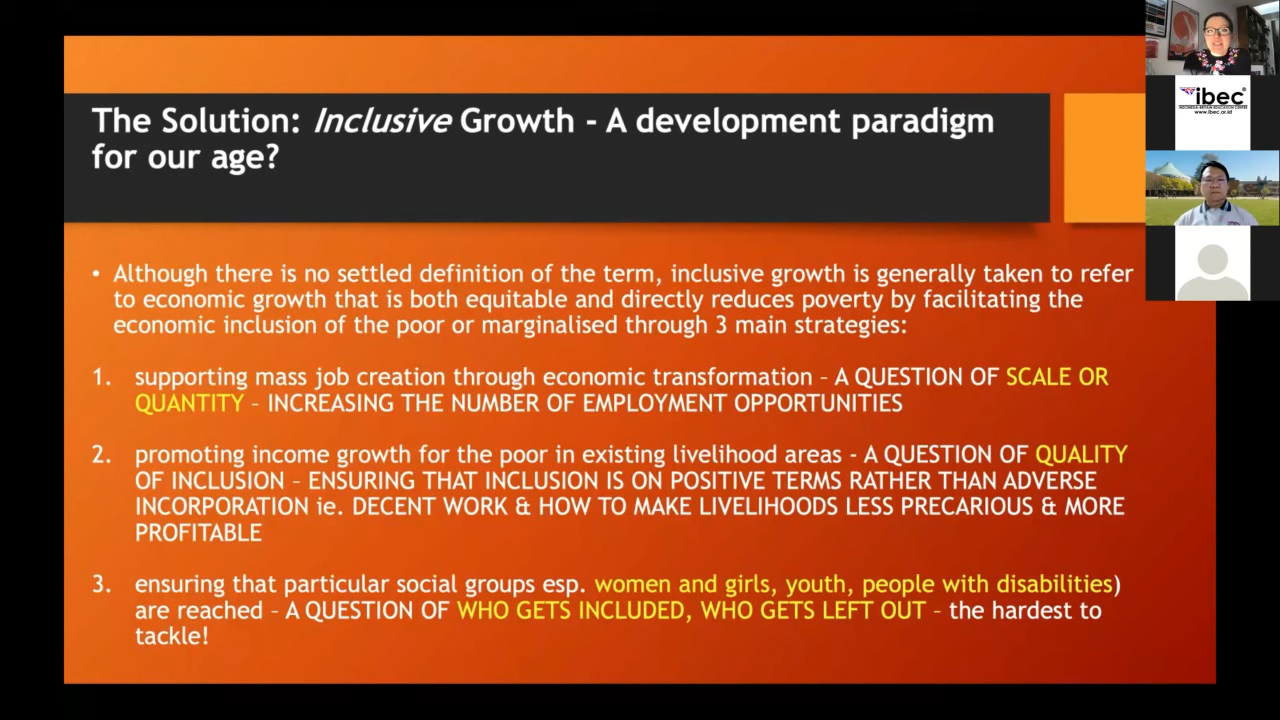 The Solution: Inclusive Growth - A development paradigm
for our age?
• Although there is no settled definition of the term, inclusive growth is generally taken to refer
to economic growth that is both equitable and directly reduces poverty by facilitating the
economic inclusion of the poor or marginalised through 3 main strategies:
1. supporting mass job creation through economic transformation – A QUESTION OF SCALE OR
QUANTITY – INCREASING THE NUMBER OF EMPLOYMENT OPPORTUNITIES
2. promoting income growth for the poor in existing livelihood areas - A QUESTION OF QUALITY
OF INCLUSION – ENSURING THAT INCLUSION IS ON POSITIVE TERMS RATHER THAN ADVERSE
INCORPORATION ie. DECENT WORK & HOW TO MAKE LIVELIHOODS LESS PRECARIOUS & MORE
PROFITABLE
3. ensuring that particular social groups esp. women and girls, youth, people with disabilities)
are reached – A QUESTION OF WHO GETS INCLUDED, WHO GETS LEFT OUT – the hardest to
tackle!
ibec
INDONESIA-BRITAIN EDUCATION CENTRE
www.ibec.or.id